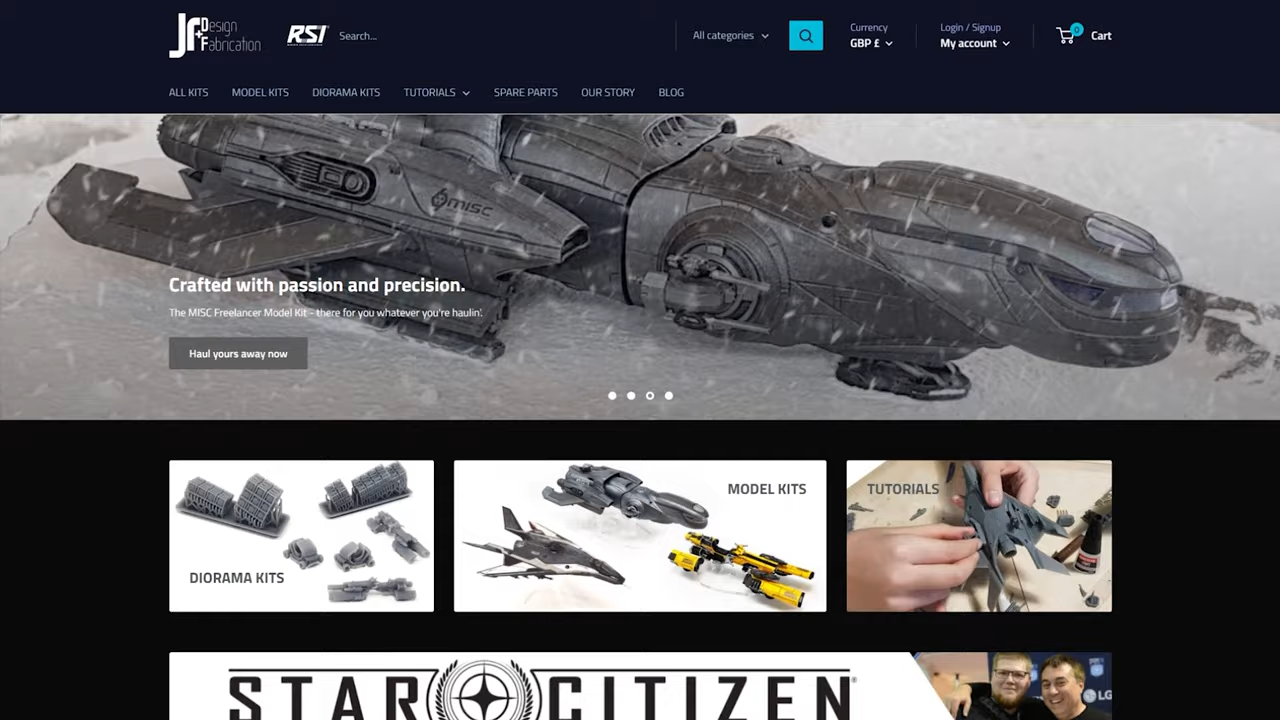 JF+ Design Fabrication
RSI
Search...
All categories
Currency
GBP £
Login / Signup
My account
0
Cart
ALL KITS
MODEL KITS
DIORAMA KITS
TUTORIALS
SPARE PARTS
OUR STORY
BLOG
MISC
Crafted with passion and precision.
The MISC Freelancer Model Kit - there for you whatever you're haulin'.
Haul yours away now
DIORAMA KITS
MODEL KITS
TUTORIALS
STAR CITIZEN®
LG